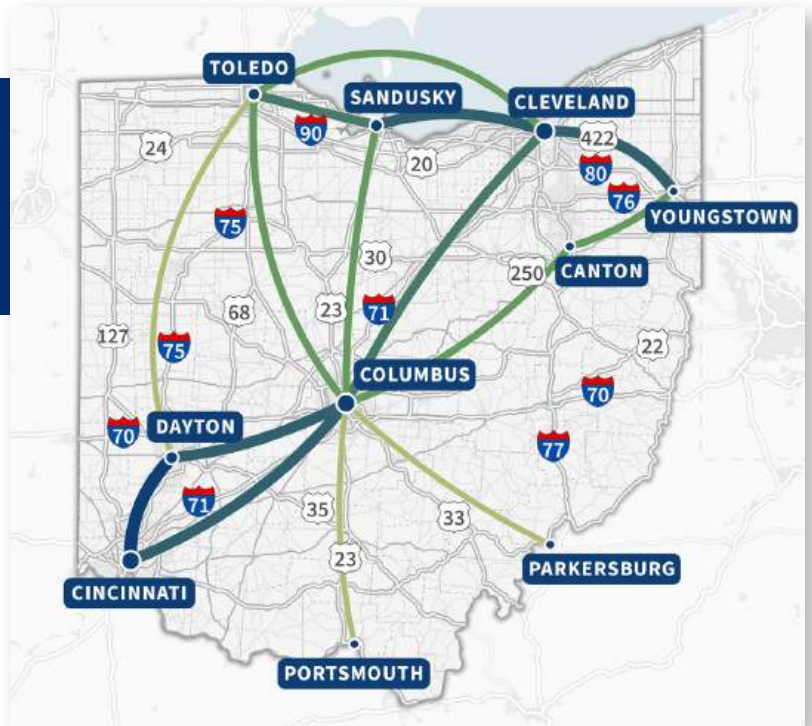 TOLEDO
SANDUSKY
CLEVELAND
90
422
24
20
80
76
YOUNGSTOWN
75
30
250
CANTON
68
23
71
127
75
22
COLUMBUS
70
70
DAYTON
77
71
35
33
23
PARKERSBURG
CINCINNATI
PORTSMOUTH